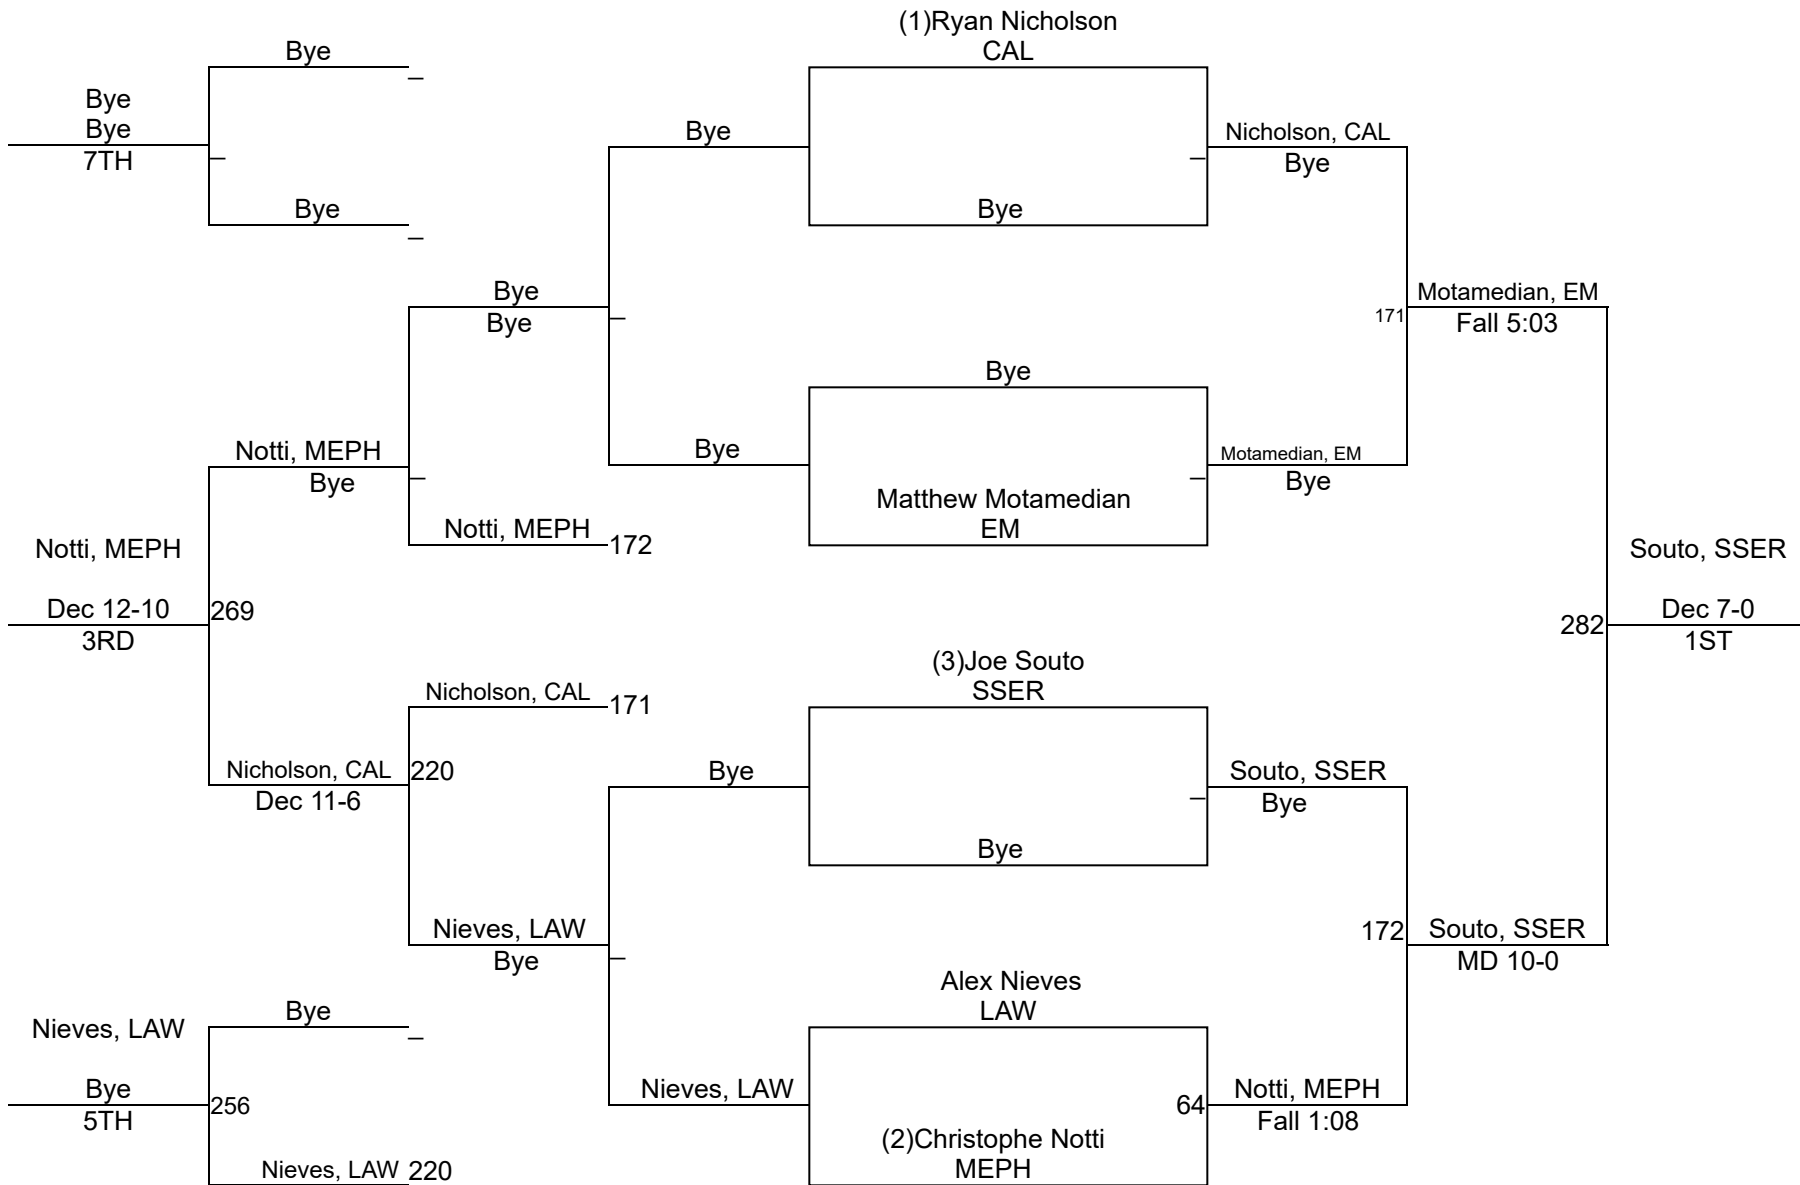 (1)Ryan Nicholson
CAL
Bye
Bye
Bye
7TH
Bye
Bye
Nicholson, CAL
Bye
Bye
Bye
Bye
Bye
Motamedian, EM
171
Fall 5:03
Bye
Notti, MEPH
Bye
Bye
Motamedian, EM
Bye
Matthew Motamedian
EM
Notti, MEPH 172
Notti, MEPH
Dec 12-10
269
3RD
Souto, SSER
282
Dec 7-0
1ST
(3)Joe Souto
SSER
Nicholson, CAL 171
Nicholson, CAL 220
Dec 11-6
Bye
Souto, SSER
Bye
Bye
Nieves, LAW
Bye
172
Souto, SSER
MD 10-0
Alex Nieves
LAW
Bye
Nieves, LAW
Bye
256
5TH
Nieves, LAW
64
Notti, MEPH
Fall 1:08
(2)Christophe Notti
MEPH
Nieves, LAW 220